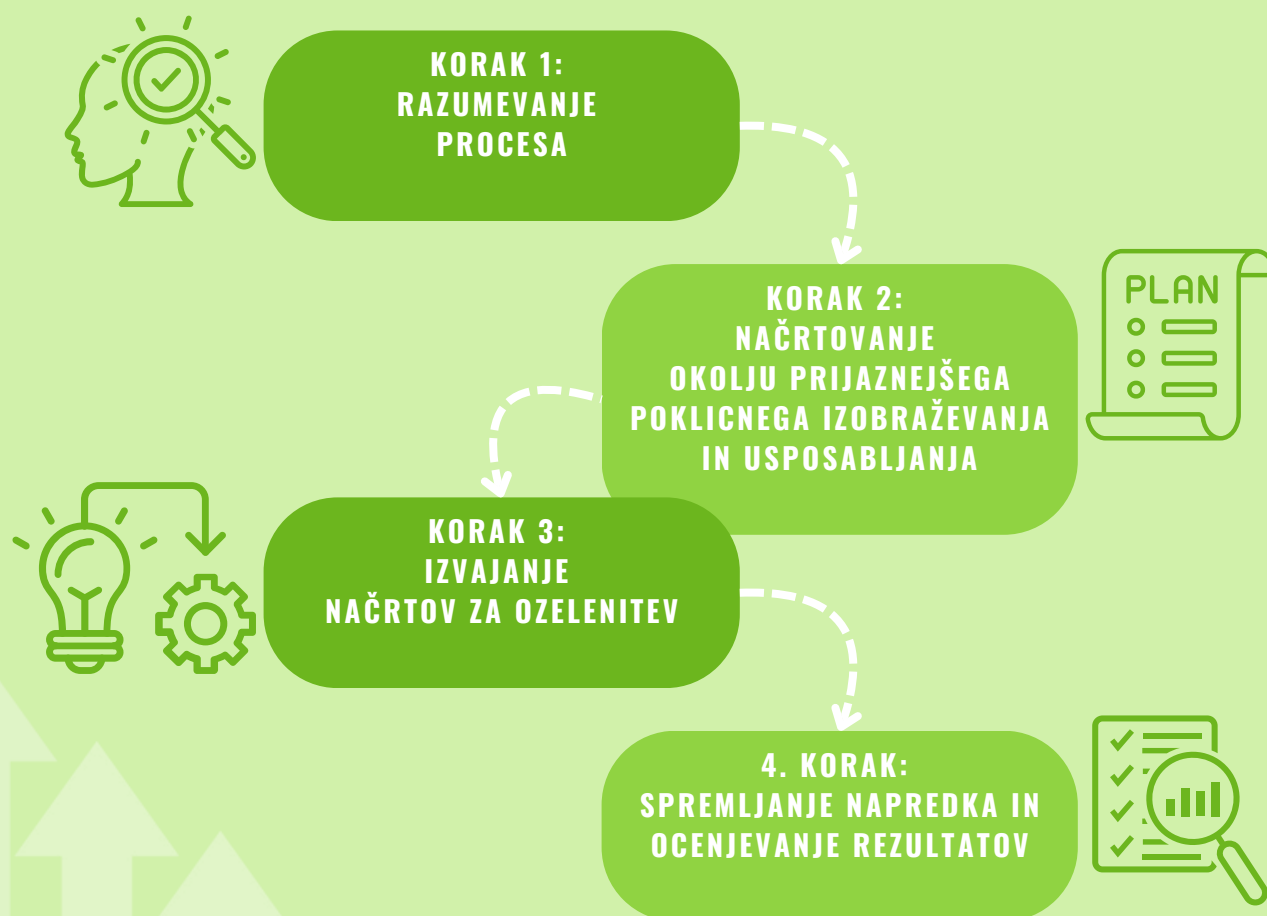 KORAK 1:
RAZUMEVANJE
PROCESA
KORAK 2:
NAČRTOVANJE
OKOLJU PRIJAZNEJŠEGA
POKLICNEGA IZOBRAŽEVANJA
IN USPOSABLJANJA
PLAN
KORAK 3:
IZVAJANJE
NAČRTOV ZA OZELENITEV
4. KORAK:
SPREMLJANJE NAPREDKA IN
OCENJEVANJE REZULTATOV